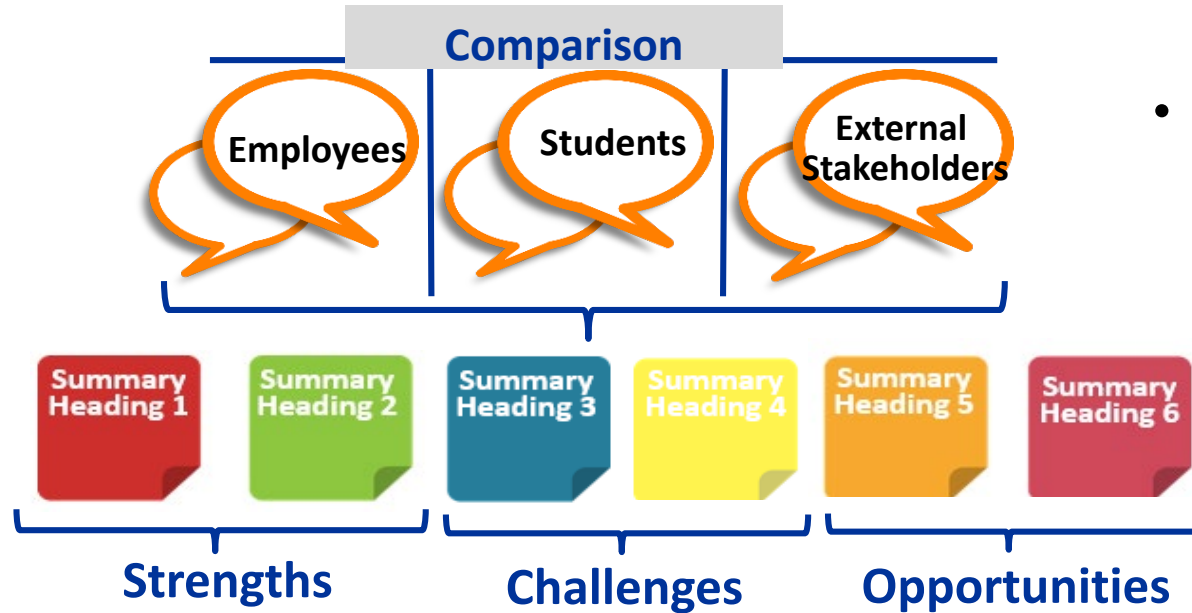 Comparison
Employees
Students
External
Stakeholders
Summary
Heading 1
Summary
Heading 2
Summary
Heading 3
Summary
Heading 4
Summary
Heading 5
Summary
Heading 6
Strengths
Challenges
Opportunities